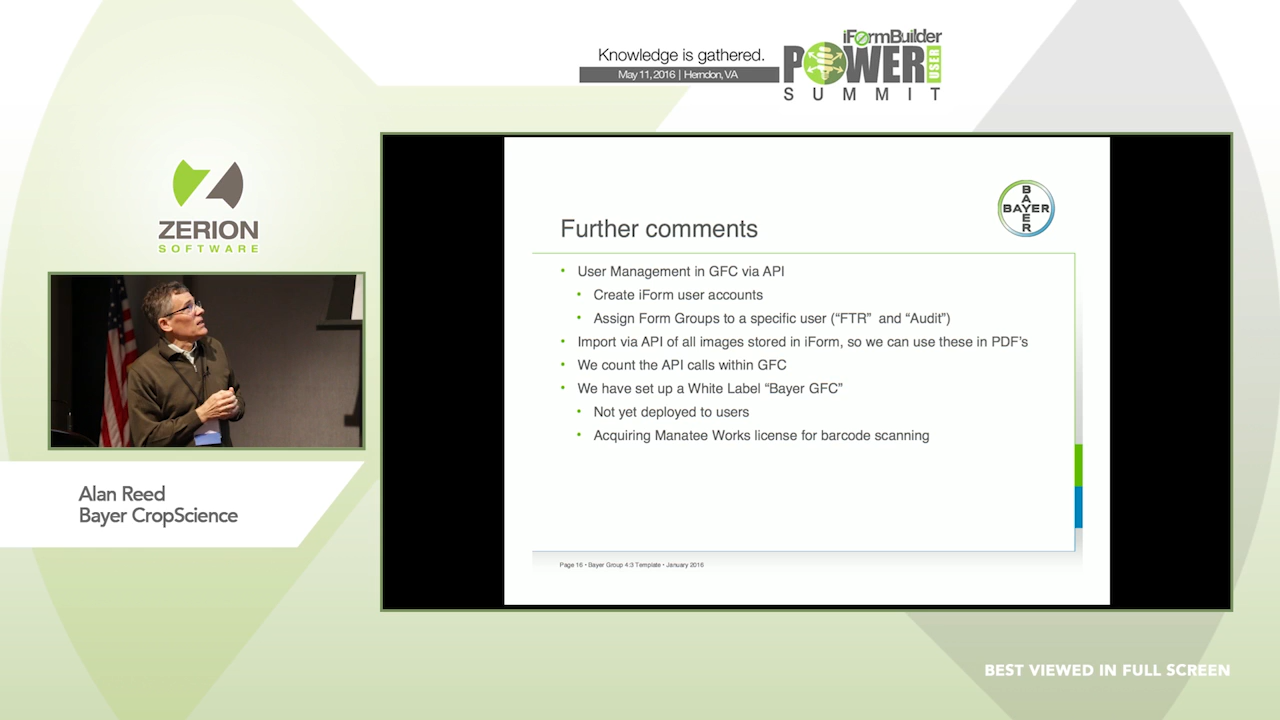 Knowledge is gathered.
May 11, 2016 | Herndon, VA
iFormBuilder
POWER
USER
SUMMIT
ZERION
SOFTWARE
BAYER
BAYER
Further comments
• User Management in GFC via API
• Create iForm user accounts
• Assign Form Groups to a specific user (“FTR” and “Audit”)
• Import via API of all images stored in iForm, so we can use these in PDF’s
• We count the API calls within GFC
• We have set up a White Label “Bayer GFC”
• Not yet deployed to users
• Acquiring Manatee Works license for barcode scanning
Page 16 • Bayer Group 4:3 Template • January 2016
Alan Reed
Bayer CropScience
BEST VIEWED IN FULL SCREEN